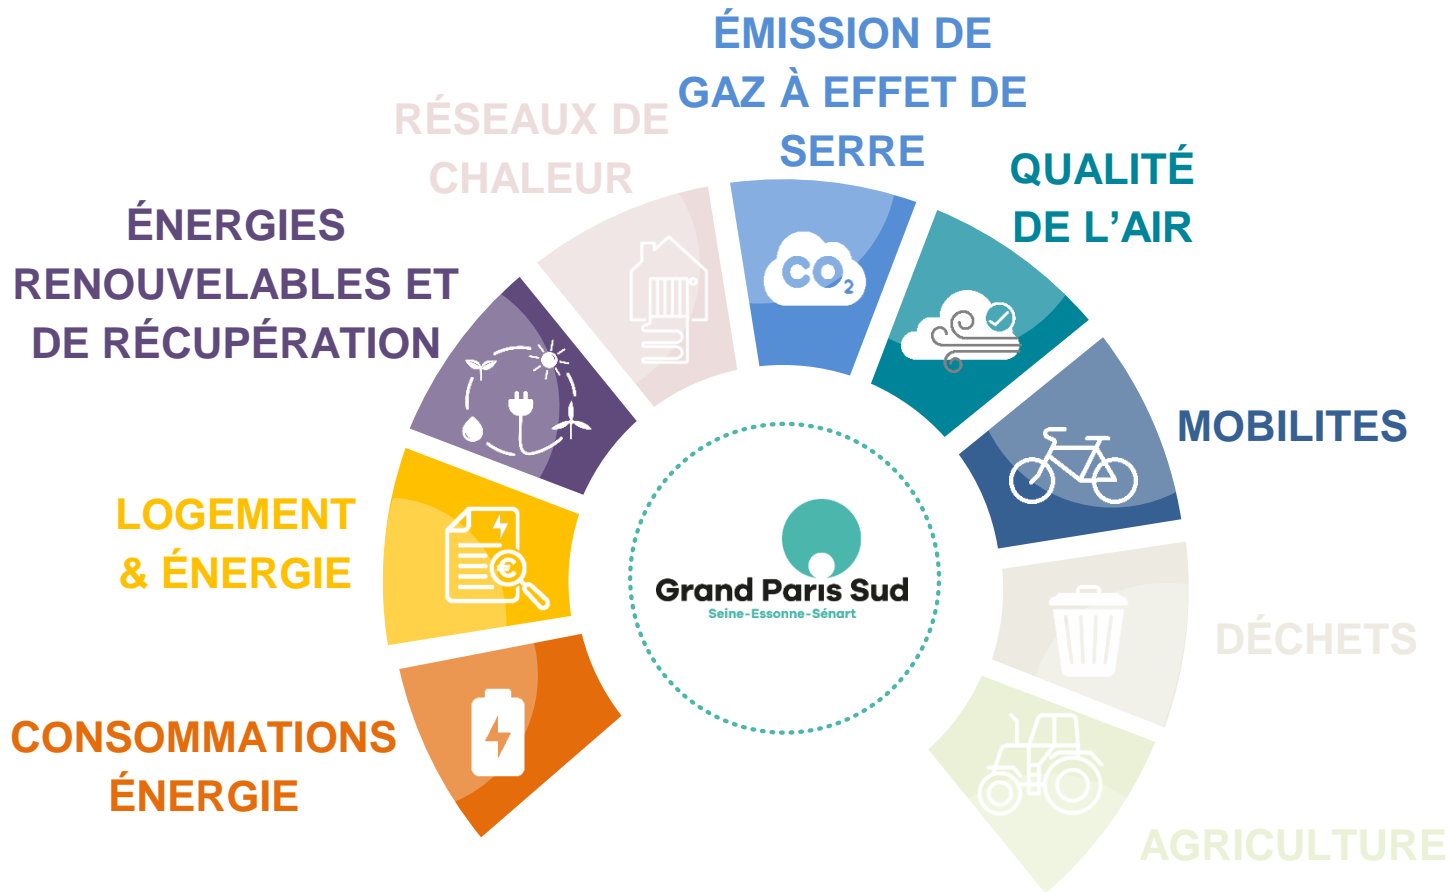 ÉMISSION DE
GAZ À EFFET DE
SERRE
RÉSEAUX DE
CHALEUR
QUALITÉ
DE L’AIR
ÉNERGIES
RENOUVELABLES ET
DE RÉCUPÉRATION
CO2
MOBILITES
LOGEMENT
& ÉNERGIE
€
Grand Paris Sud
Seine-Essonne-Sénart
DÉCHETS
CONSOMMATIONS
ÉNERGIE
AGRICULTURE